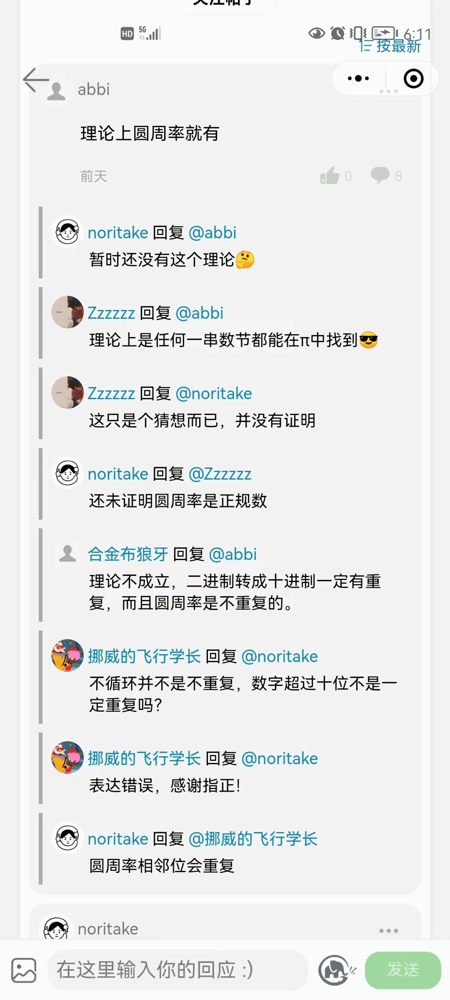 HD 5G 6:11
按最新
abbi
理论上圆周率就有
前天 0 8
noritake 回复 @abbi
暂时还没有这个理论🤔
Zzzzzz 回复 @abbi
理论上是任何一串数节都能在π中找到😎
Zzzzzz 回复 @noritake
这只是个猜想而已，并没有证明
noritake 回复 @Zzzzzz
还未证明圆周率是正规数
合金布狼牙 回复 @abbi
理论不成立，二进制转成十进制一定有重
复，而且圆周率是不重复的。
挪威的飞行学长 回复 @noritake
不循环并不是不重复，数字超过十位不是一
定重复吗？
挪威的飞行学长 回复 @noritake
表达错误，感谢指正！
noritake 回复 @挪威的飞行学长
圆周率相邻位会重复
noritake
在这里输入你的回应 :)
发送